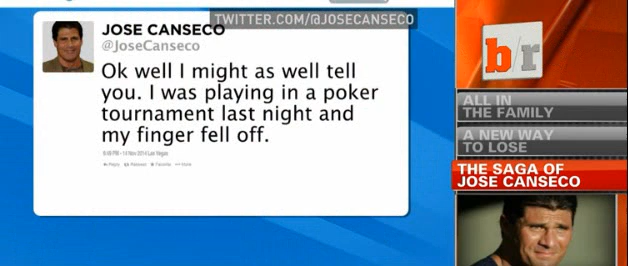 TWITTER.COM/@JOSECANSECO
JOSE CANSECO
@JoseCanseco
Ok well I might as well tell
you. I was playing in a poker
tournament last night and
my finger fell off.
b/r
ALL IN
THE FAMILY
A NEW WAY
TO LOSE
THE SAGA OF
JOSE CANSECO